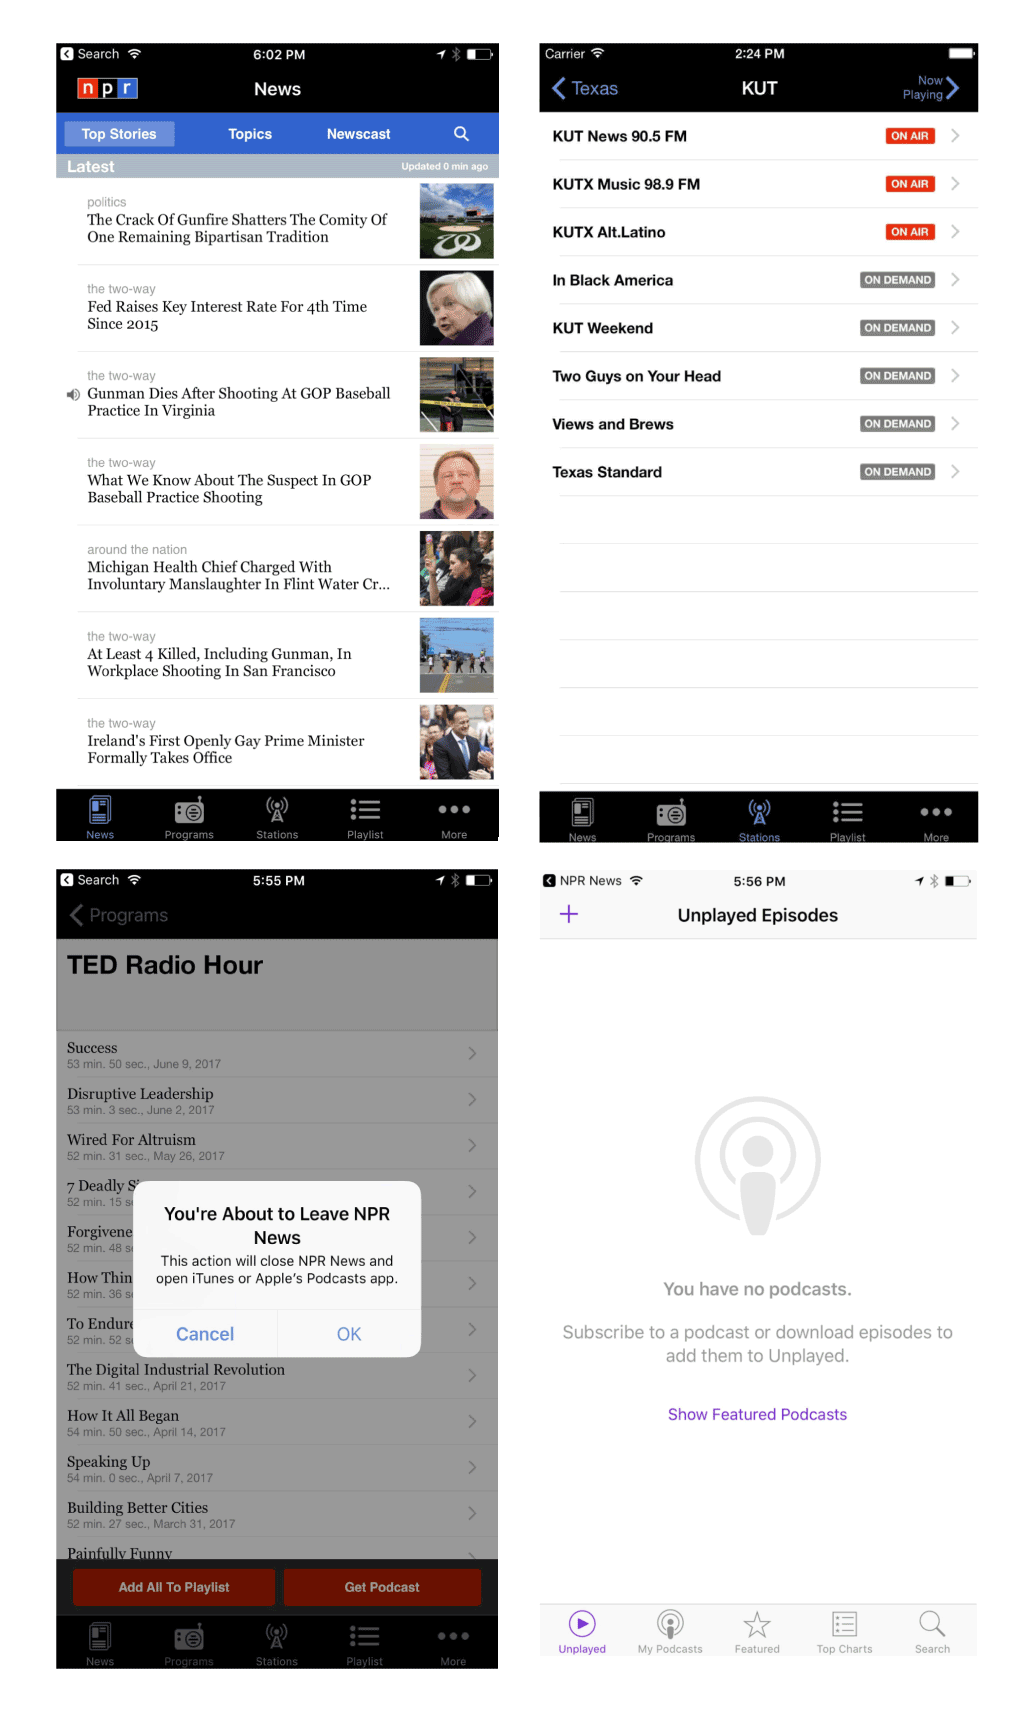 Search
6:02 PM
npr
News
Top Stories
Topics
Newscast
Latest
Updated 0 min ago
politics
The Crack Of Gunfire Shatters The Comity Of
One Remaining Bipartisan Tradition
the two-way
Fed Raises Key Interest Rate For 4th Time
Since 2015
the two-way
Gunman Dies After Shooting At GOP Baseball
Practice In Virginia
the two-way
What We Know About The Suspect In GOP
Baseball Practice Shooting
around the nation
Michigan Health Chief Charged With
Involuntary Manslaughter In Flint Water Cr...
the two-way
At Least 4 Killed, Including Gunman, In
Workplace Shooting In San Francisco
the two-way
Ireland's First Openly Gay Prime Minister
Formally Takes Office
News
Programs
Stations
Playlist
More
Carrier
2:24 PM
Texas
KUT
Now
Playing
KUT News 90.5 FM
ON AIR
KUTX Music 98.9 FM
ON AIR
KUTX Alt.Latino
ON AIR
In Black America
ON DEMAND
KUT Weekend
ON DEMAND
Two Guys on Your Head
ON DEMAND
Views and Brews
ON DEMAND
Texas Standard
ON DEMAND
News
Programs
Stations
Playlist
More
Search
5:55 PM
Programs
TED Radio Hour
Success
53 min. 50 sec., June 9, 2017
Disruptive Leadership
53 min. 3 sec., June 2, 2017
Wired For Altruism
52 min. 31 sec., May 26, 2017
7 Deadly S
52 min. 15 s
Forgivene
52 min. 48 s
How Thin
52 min. 36 s
To Endure
52 min. 52 s
The Digital Industrial Revolution
52 min. 41 sec., April 21, 2017
How It All Began
54 min. 50 sec., April 14, 2017
Speaking Up
54 min. 0 sec., April 7, 2017
Building Better Cities
52 min. 27 sec., March 31, 2017
Painfully Funny
You're About to Leave NPR
News
This action will close NPR News and
open iTunes or Apple's Podcasts app.
Cancel
OK
Add All To Playlist
Get Podcast
News
Programs
Stations
Playlist
More
NPR News
5:56 PM
Unplayed Episodes
You have no podcasts.
Subscribe to a podcast or download episodes to
add them to Unplayed.
Show Featured Podcasts
Unplayed
My Podcasts
Featured
Top Charts
Search